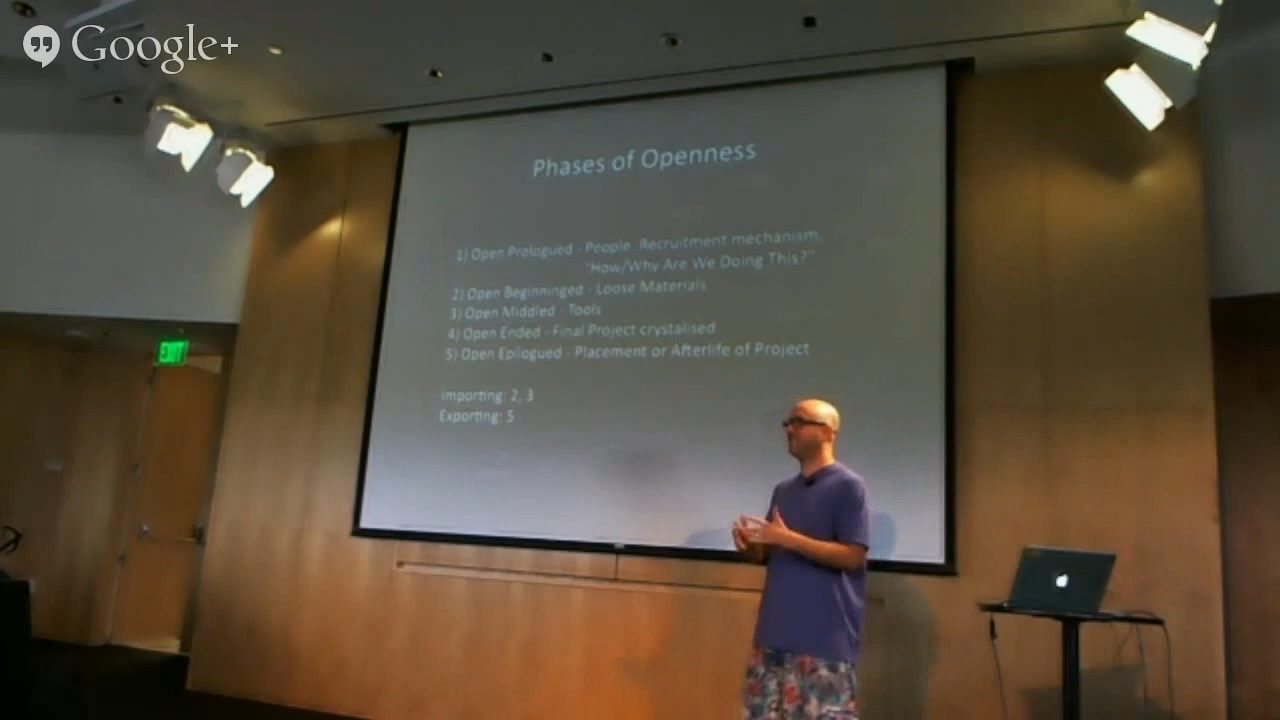 Google+
Phases of Openness
1) Open Prologued - People Recruitment mechanism,
"How/Why Are We Doing This?"
2) Open Beginninged - Loose Materials
3) Open Middled - Tools
4) Open Ended - Final Project crystalised
5) Open Epilogued - Placement or Afterlife of Project
Importing: 2, 3
Exporting: 5
EXIT